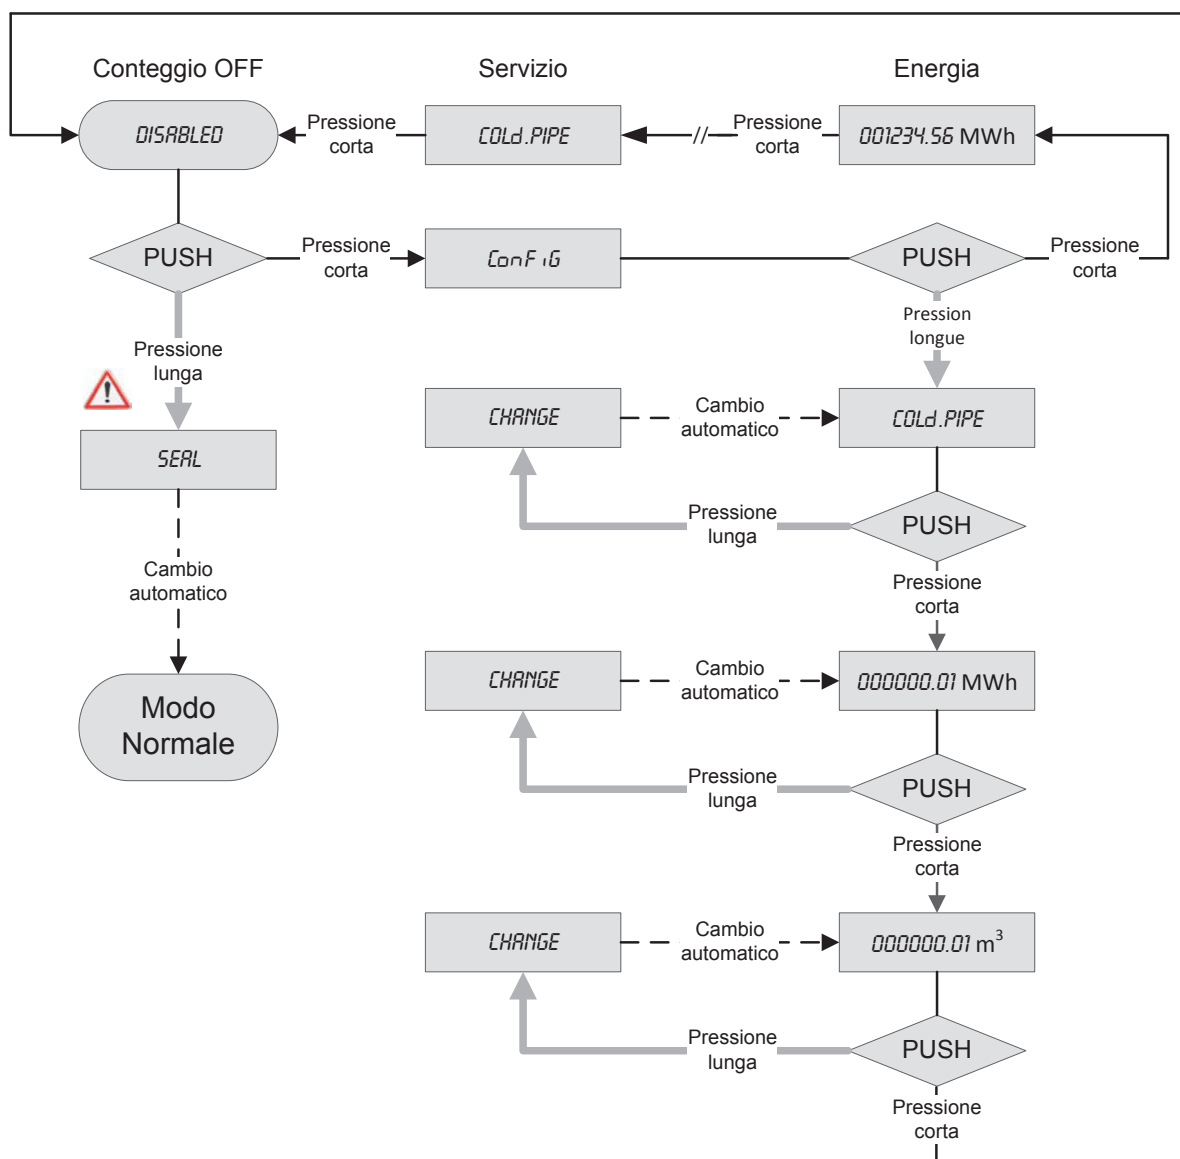 Conteggio OFF
Servizio
Energia
DISABLED
Pressione
corta
COLd.PIPE
//
Pressione
corta
001234.56 MWh
PUSH
Pressione
corta
ConFiG
PUSH
Pressione
corta
Pressione
lunga
Pression
longue
SEAL
CHANGE
Cambio
automatico
COLd.PIPE
Pressione
lunga
PUSH
Cambio
automatico
Pressione
corta
Modo
Normale
CHANGE
Cambio
automatico
000000.01 MWh
Pressione
lunga
PUSH
Pressione
corta
CHANGE
Cambio
automatico
000000.01 m³
Pressione
lunga
PUSH
Pressione
corta